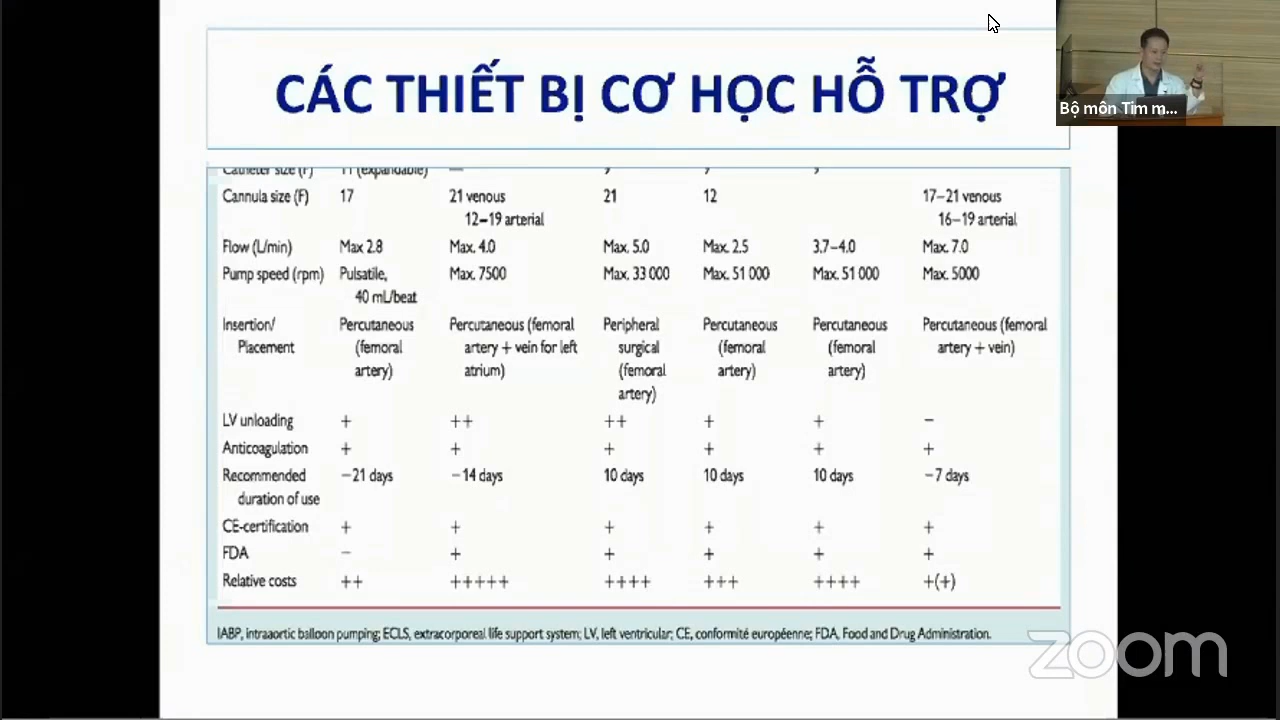 CÁC THIẾT BỊ CƠ HỌC HỖ TRỢ
Bộ môn Tim m...
Catheter size (F) 11 (expandable) — 9 9 9
Cannula size (F) 17 21 venous 21 12 17–21 venous
12–19 arterial 16–19 arterial
Flow (L/min) Max 2.8 Max. 4.0 Max. 5.0 Max. 2.5 3.7–4.0 Max. 7.0
Pump speed (rpm) Pulsatile, Max. 7500 Max. 33 000 Max. 51 000 Max. 51 000 Max. 5000
40 mL/beat
Insertion/ Percutaneous Percutaneous (femoral Peripheral Percutaneous Percutaneous Percutaneous (femoral
Placement (femoral artery + vein for left surgical (femoral (femoral artery + vein)
artery) atrium) (femoral artery) artery)
artery)
LV unloading + ++ ++ + + −
Anticoagulation + + + + + +
Recommended −21 days −14 days 10 days 10 days 10 days −7 days
duration of use
CE-certification + + + + + +
FDA − + + + + +
Relative costs ++ +++++ ++++ +++ ++++ +(+)
IABP, intraaortic balloon pumping; ECLS, extracorporeal life support system; LV, left ventricular; CE, conformité européenne; FDA, Food and Drug Administration.
zoom